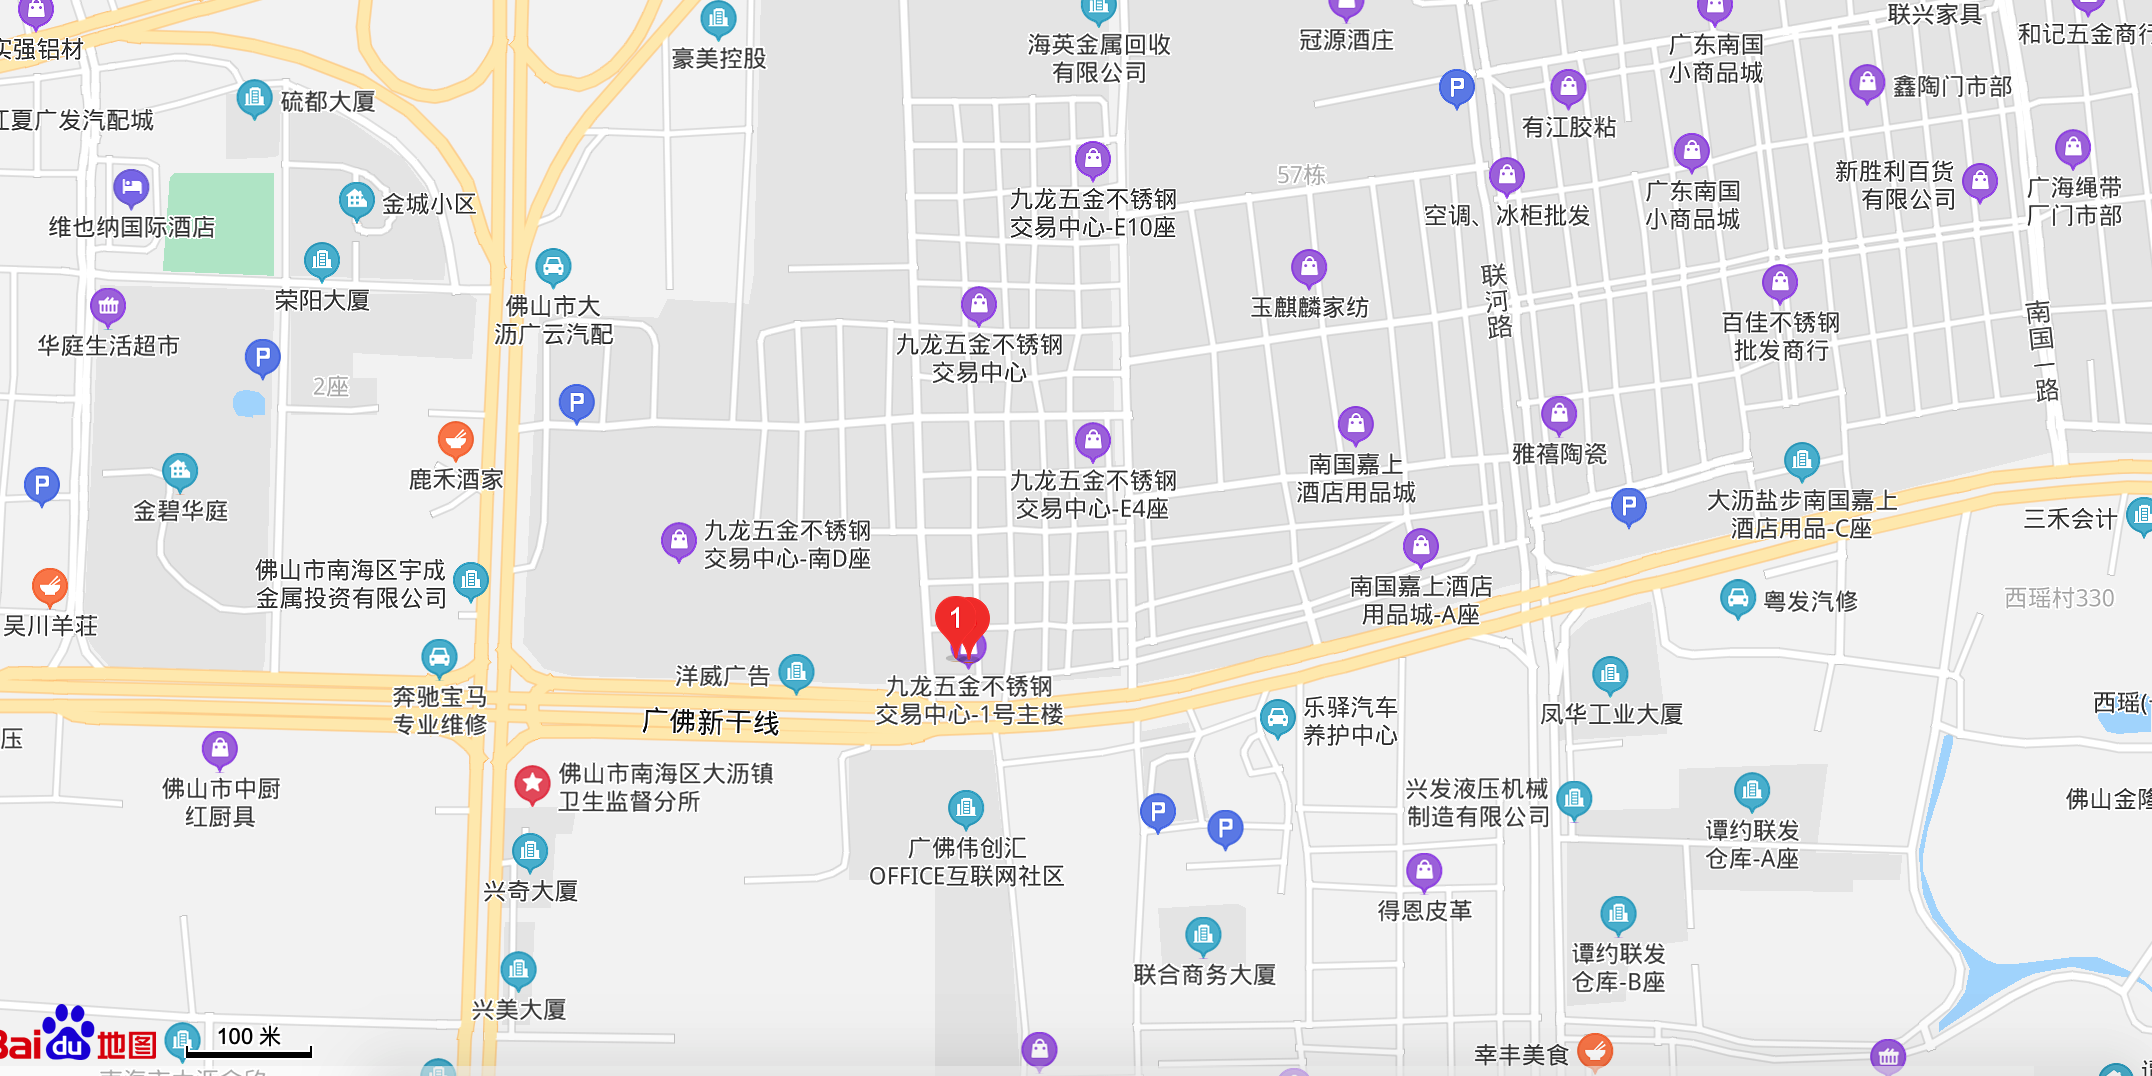 实强铝材
豪美控股
海英金属回收
有限公司
冠源酒庄
广东南国
小商品城
联兴家具
和记五金商行
硫都大厦
江夏广发汽配城
P
有江胶粘
鑫陶门市部
维也纳国际酒店
金城小区
九龙五金不锈钢
交易中心-E10座
57栋
空调、冰柜批发
广东南国
小商品城
新胜利百货
有限公司
广海绳带
厂门市部
荣阳大厦
佛山市大
沥广云汽配
华庭生活超市
九龙五金不锈钢
交易中心
玉麒麟家纺
联河路
百佳不锈钢
批发商行
南国一路
P
2座
P
鹿禾酒家
金碧华庭
P
九龙五金不锈钢
交易中心-E4座
南国嘉上
酒店用品城
雅禧陶瓷
P
大沥盐步南国嘉上
酒店用品-C座
三禾会计
九龙五金不锈钢
交易中心-南D座
佛山市南海区宇成
金属投资有限公司
南国嘉上酒店
用品城-A座
粤发汽修
西瑶村330
吴川羊荘
1
洋威广告
九龙五金不锈钢
交易中心-1号主楼
奔驰宝马
专业维修
广佛新干线
乐驿汽车
养护中心
凤华工业大厦
西瑶(
压
佛山市中厨
红厨具
佛山市南海区大沥镇
卫生监督分所
兴发液压机械
制造有限公司
P
P
谭约联发
仓库-A座
佛山金隆
广佛伟创汇
OFFICE互联网社区
兴奇大厦
得恩皮革
联合商务大厦
谭约联发
仓库-B座
兴美大厦
Bai du 地图
100 米
幸丰美食